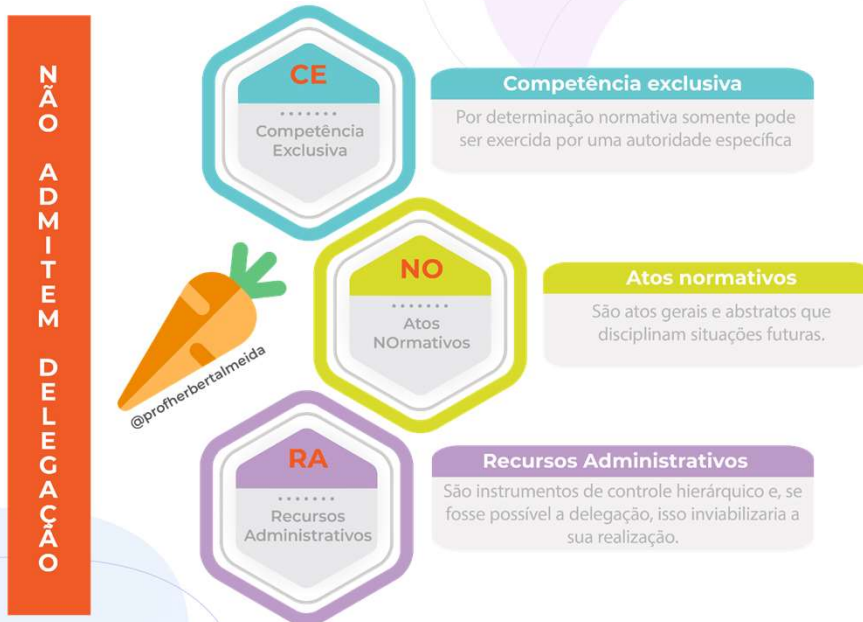 NÃO ADMITEM DELEGAÇÃO
CE
Competência
Exclusiva
Competência exclusiva
Por determinação normativa somente pode
ser exercida por uma autoridade específica
NO
Atos
NOrmativos
Atos normativos
São atos gerais e abstratos que
disciplinam situações futuras.
@profherbertalmeida
RA
Recursos
Administrativos
Recursos Administrativos
São instrumentos de controle hierárquico e, se
fosse possível a delegação, isso inviabilizaria a
sua realização.